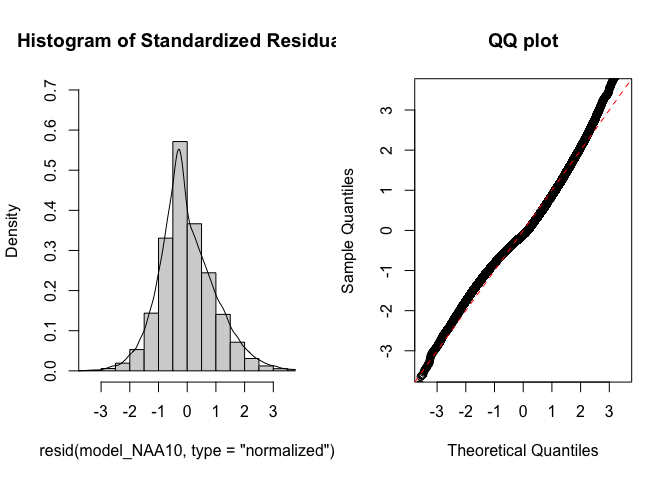 Histogram of Standardized Residua
Density
0.0 0.1 0.2 0.3 0.4 0.5 0.6 0.7
-3 -2 -1 0 1 2 3
resid(model_NAA10, type = "normalized")
QQ plot
Sample Quantiles
-3 -2 -1 0 1 2 3
-3 -2 -1 0 1 2 3
Theoretical Quantiles